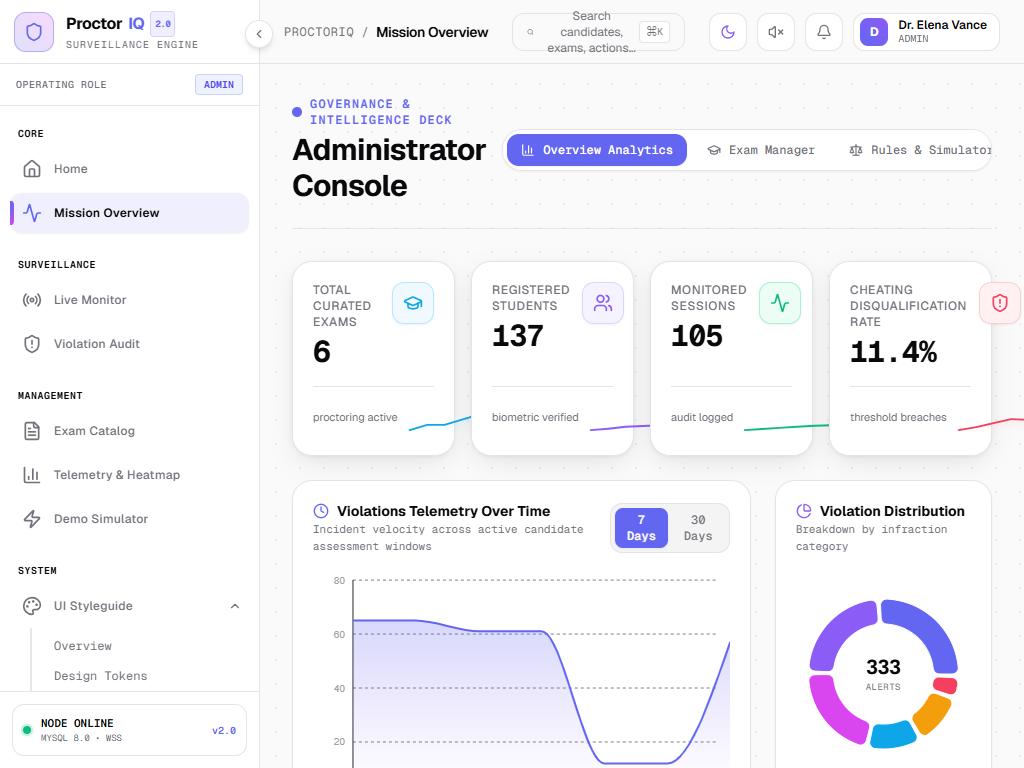 Proctor IQ 2.0
SURVEILLANCE ENGINE
OPERATING ROLE ADMIN
CORE
Home
Mission Overview
SURVEILLANCE
Live Monitor
Violation Audit
MANAGEMENT
Exam Catalog
Telemetry & Heatmap
Demo Simulator
SYSTEM
UI Styleguide
Overview
Design Tokens
NODE ONLINE
MYSQL 8.0 • WSS
v2.0
PROCTORIQ / Mission Overview
Search
candidates,
exams, actions…
⌘K
D
Dr. Elena Vance
ADMIN
GOVERNANCE &
INTELLIGENCE DECK
Administrator
Console
Overview Analytics
Exam Manager
Rules & Simulator
TOTAL
CURATED
EXAMS
6
proctoring active
REGISTERED
STUDENTS
137
biometric verified
MONITORED
SESSIONS
105
audit logged
CHEATING
DISQUALIFICATION
RATE
11.4%
threshold breaches
Violations Telemetry Over Time
Incident velocity across active candidate
assessment windows
7
Days
30
Days
80
60
40
20
Violation Distribution
Breakdown by infraction
category
333
ALERTS